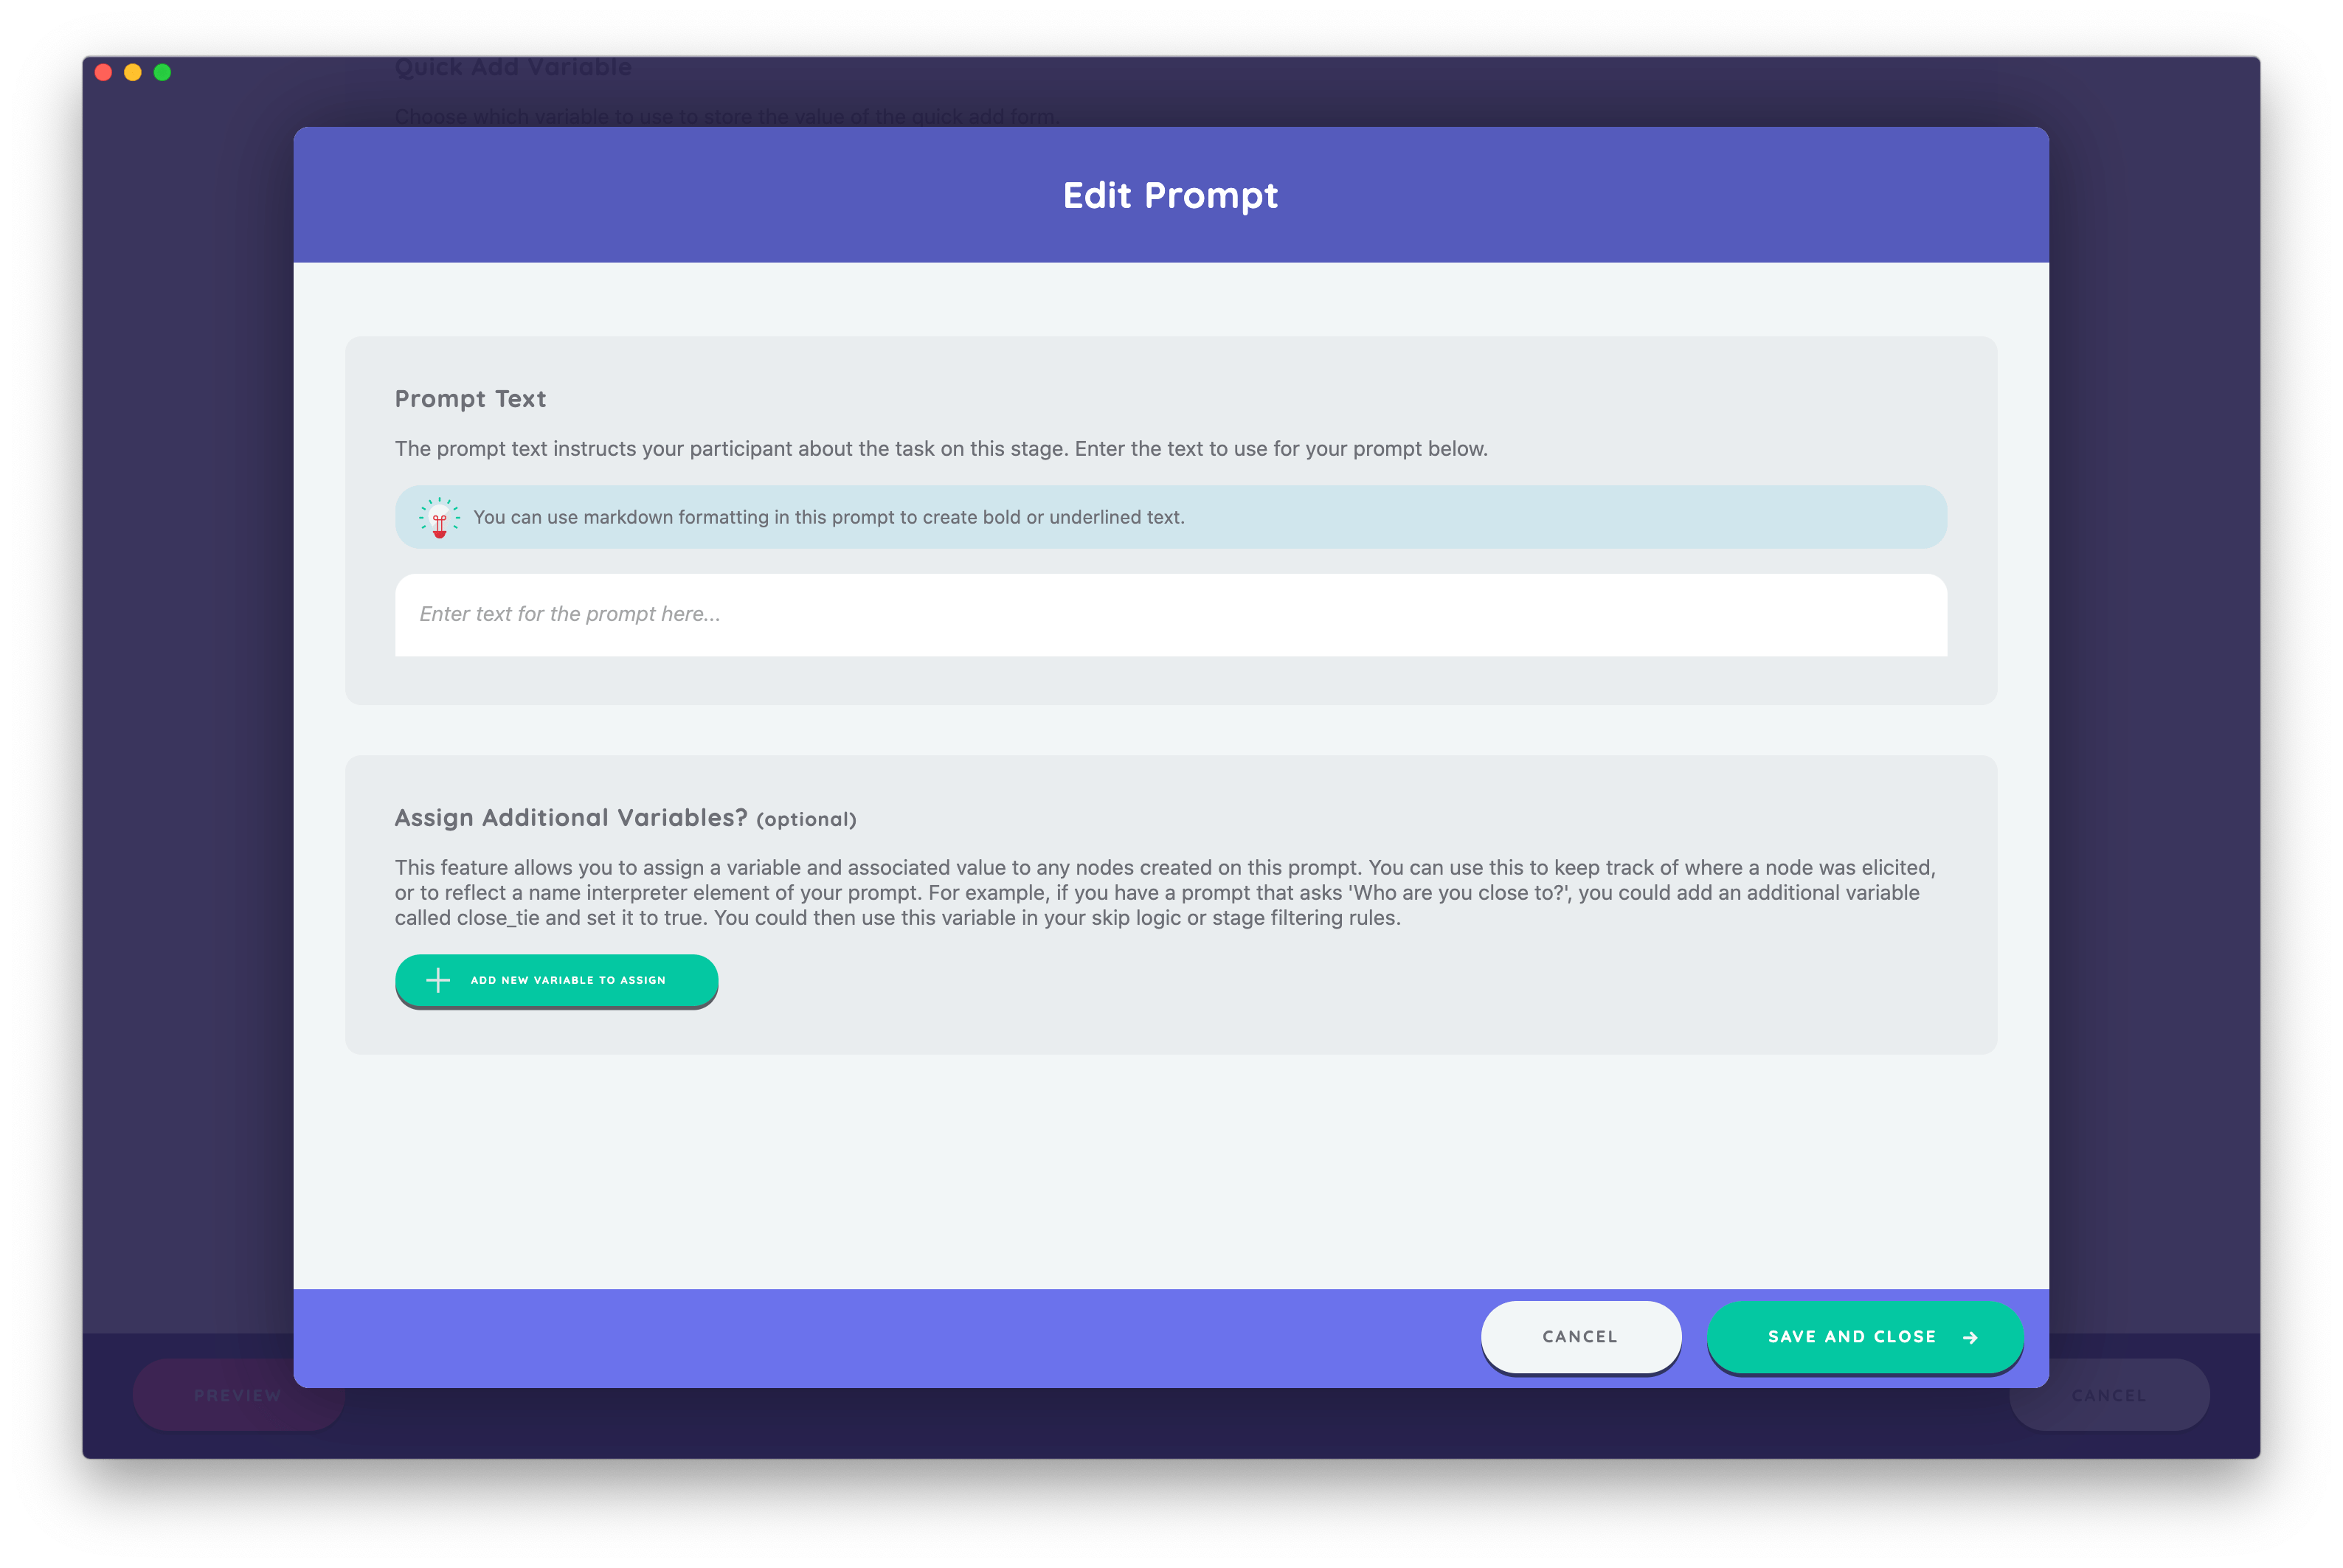 Quick Add Variable
Choose which variable to use to store the value of the quick add form.
Edit Prompt
Prompt Text
The prompt text instructs your participant about the task on this stage. Enter the text to use for your prompt below.
You can use markdown formatting in this prompt to create bold or underlined text.
Enter text for the prompt here...
Assign Additional Variables? (optional)
This feature allows you to assign a variable and associated value to any nodes created on this prompt. You can use this to keep track of where a node was elicited,
or to reflect a name interpreter element of your prompt. For example, if you have a prompt that asks 'Who are you close to?', you could add an additional variable
called close_tie and set it to true. You could then use this variable in your skip logic or stage filtering rules.
ADD NEW VARIABLE TO ASSIGN
CANCEL
SAVE AND CLOSE
PREVIEW
CANCEL